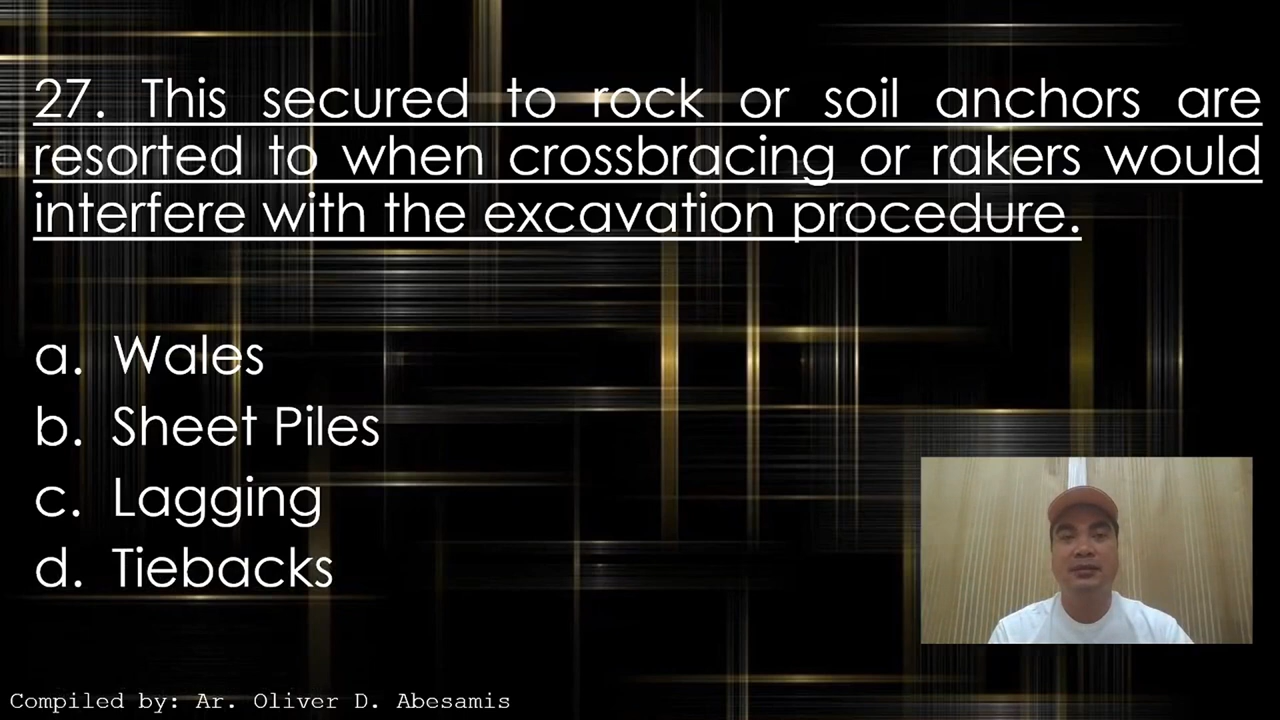 27. This secured to rock or soil anchors are
resorted to when crossbracing or rakers would
interfere with the excavation procedure.
a. Wales
b. Sheet Piles
c. Lagging
d. Tiebacks
Compiled by: Ar. Oliver D. Abesamis